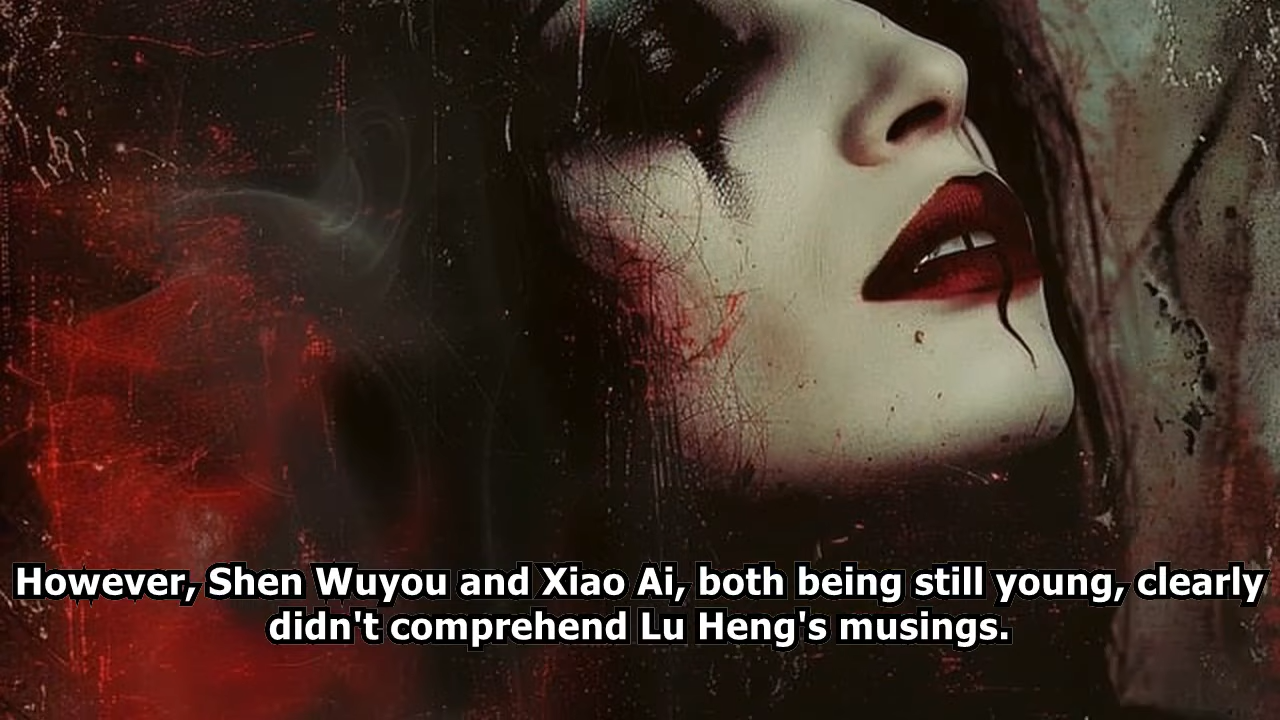 However, Shen Wuyou and Xiao Ai, both being still young, clearly
didn't comprehend Lu Heng's musings.